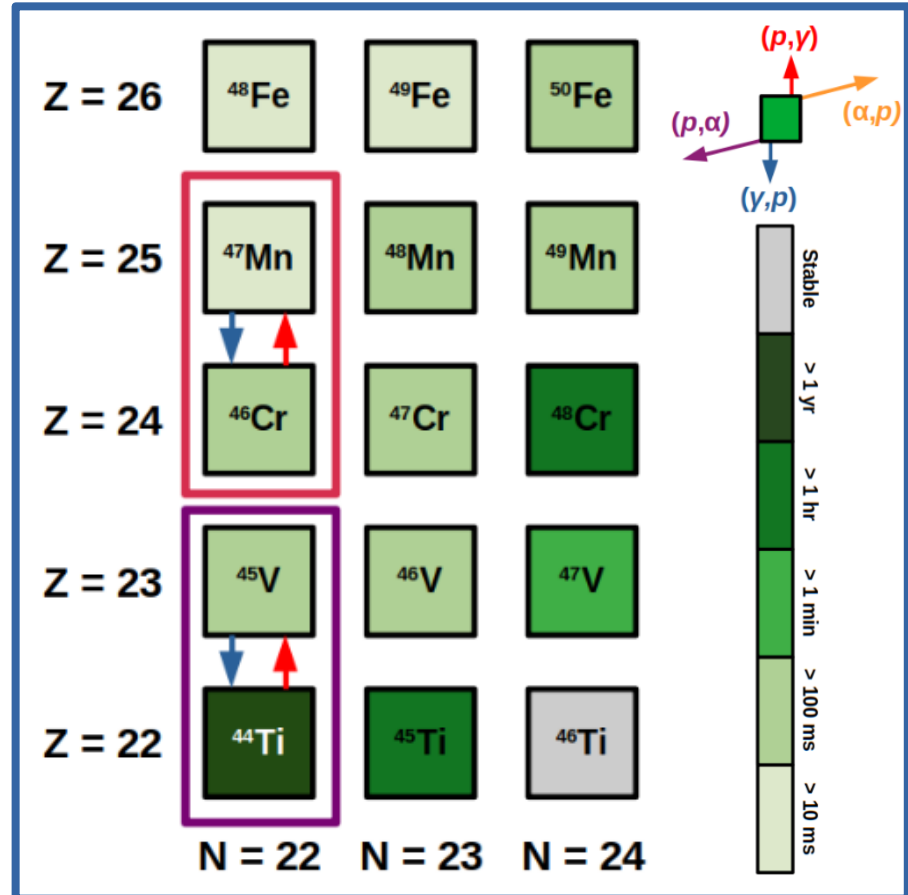 Z = 26 ⁴⁸Fe ⁴⁹Fe ⁵⁰Fe
Z = 25 ⁴⁷Mn ⁴⁸Mn ⁴⁹Mn
Z = 24 ⁴⁶Cr ⁴⁷Cr ⁴⁸Cr
Z = 23 ⁴⁵V ⁴⁶V ⁴⁷V
Z = 22 ⁴⁴Ti ⁴⁵Ti ⁴⁶Ti
N = 22 N = 23 N = 24
(p,γ)
(α,p)
(p,α)
(γ,p)
Stable
> 1 yr
> 1 hr
> 1 min
> 100 ms
> 10 ms